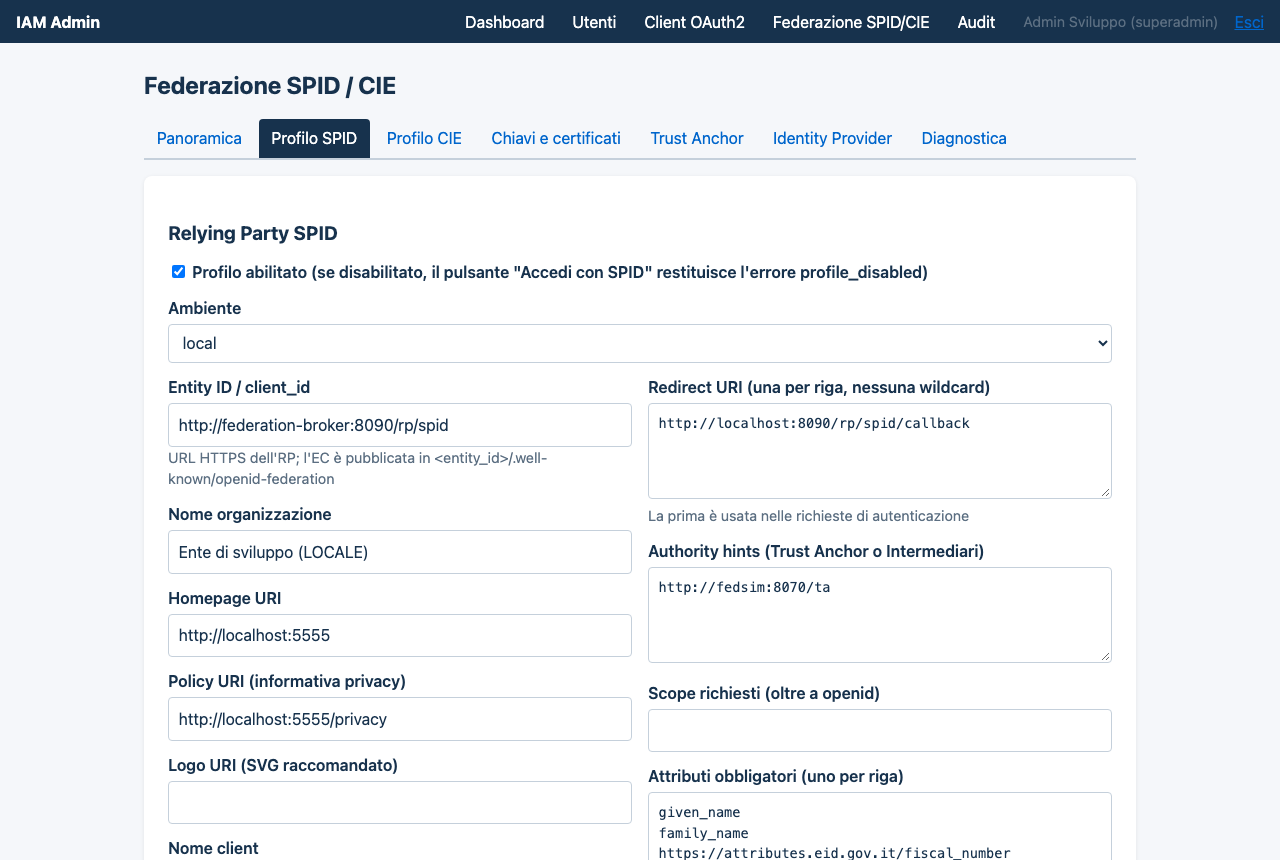 IAM Admin
Dashboard
Utenti
Client OAuth2
Federazione SPID/CIE
Audit
Admin Sviluppo (superadmin)
Esci
Federazione SPID / CIE
Panoramica
Profilo SPID
Profilo CIE
Chiavi e certificati
Trust Anchor
Identity Provider
Diagnostica
Relying Party SPID
Profilo abilitato (se disabilitato, il pulsante "Accedi con SPID" restituisce l'errore profile_disabled)
Ambiente
local
Entity ID / client_id
http://federation-broker:8090/rp/spid
URL HTTPS dell'RP; l'EC è pubblicata in <entity_id>/.well-
known/openid-federation
Nome organizzazione
Ente di sviluppo (LOCALE)
Homepage URI
http://localhost:5555
Policy URI (informativa privacy)
http://localhost:5555/privacy
Logo URI (SVG raccomandato)
Nome client
Redirect URI (una per riga, nessuna wildcard)
http://localhost:8090/rp/spid/callback
La prima è usata nelle richieste di autenticazione
Authority hints (Trust Anchor o Intermediari)
http://fedsim:8070/ta
Scope richiesti (oltre a openid)
Attributi obbligatori (uno per riga)
given_name
family_name
https://attributes.eid.gov.it/fiscal_number